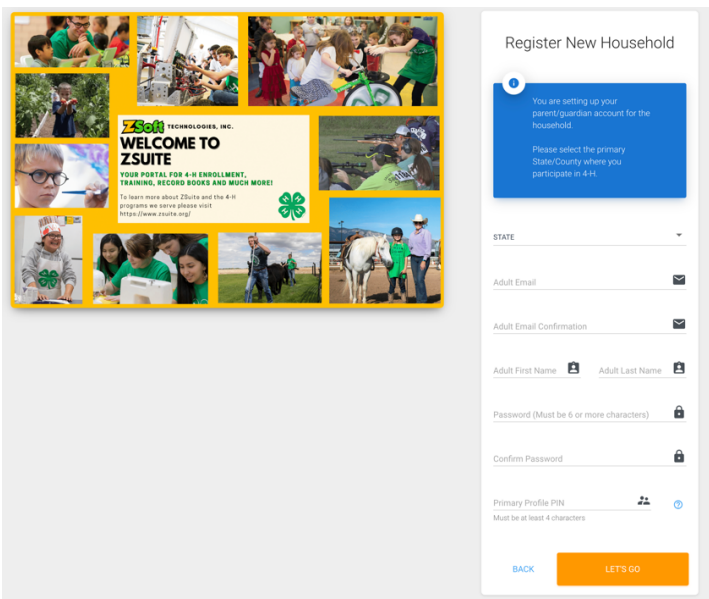 ZSoft TECHNOLOGIES, INC.
WELCOME TO
ZSUITE
YOUR PORTAL FOR 4-H ENROLLMENT,
TRAINING, RECORD BOOKS AND MUCH MORE!
To learn more about ZSuite and the 4-H
programs we serve please visit
https://www.zsuite.org/
H H H H
Register New Household
You are setting up your
parent/guardian account for the
household.
Please select the primary
State/County where you
participate in 4-H.
STATE
Adult Email
Adult Email Confirmation
Adult First Name Adult Last Name
Password (Must be 6 or more characters)
Confirm Password
Primary Profile PIN
Must be at least 4 characters
BACK LET'S GO